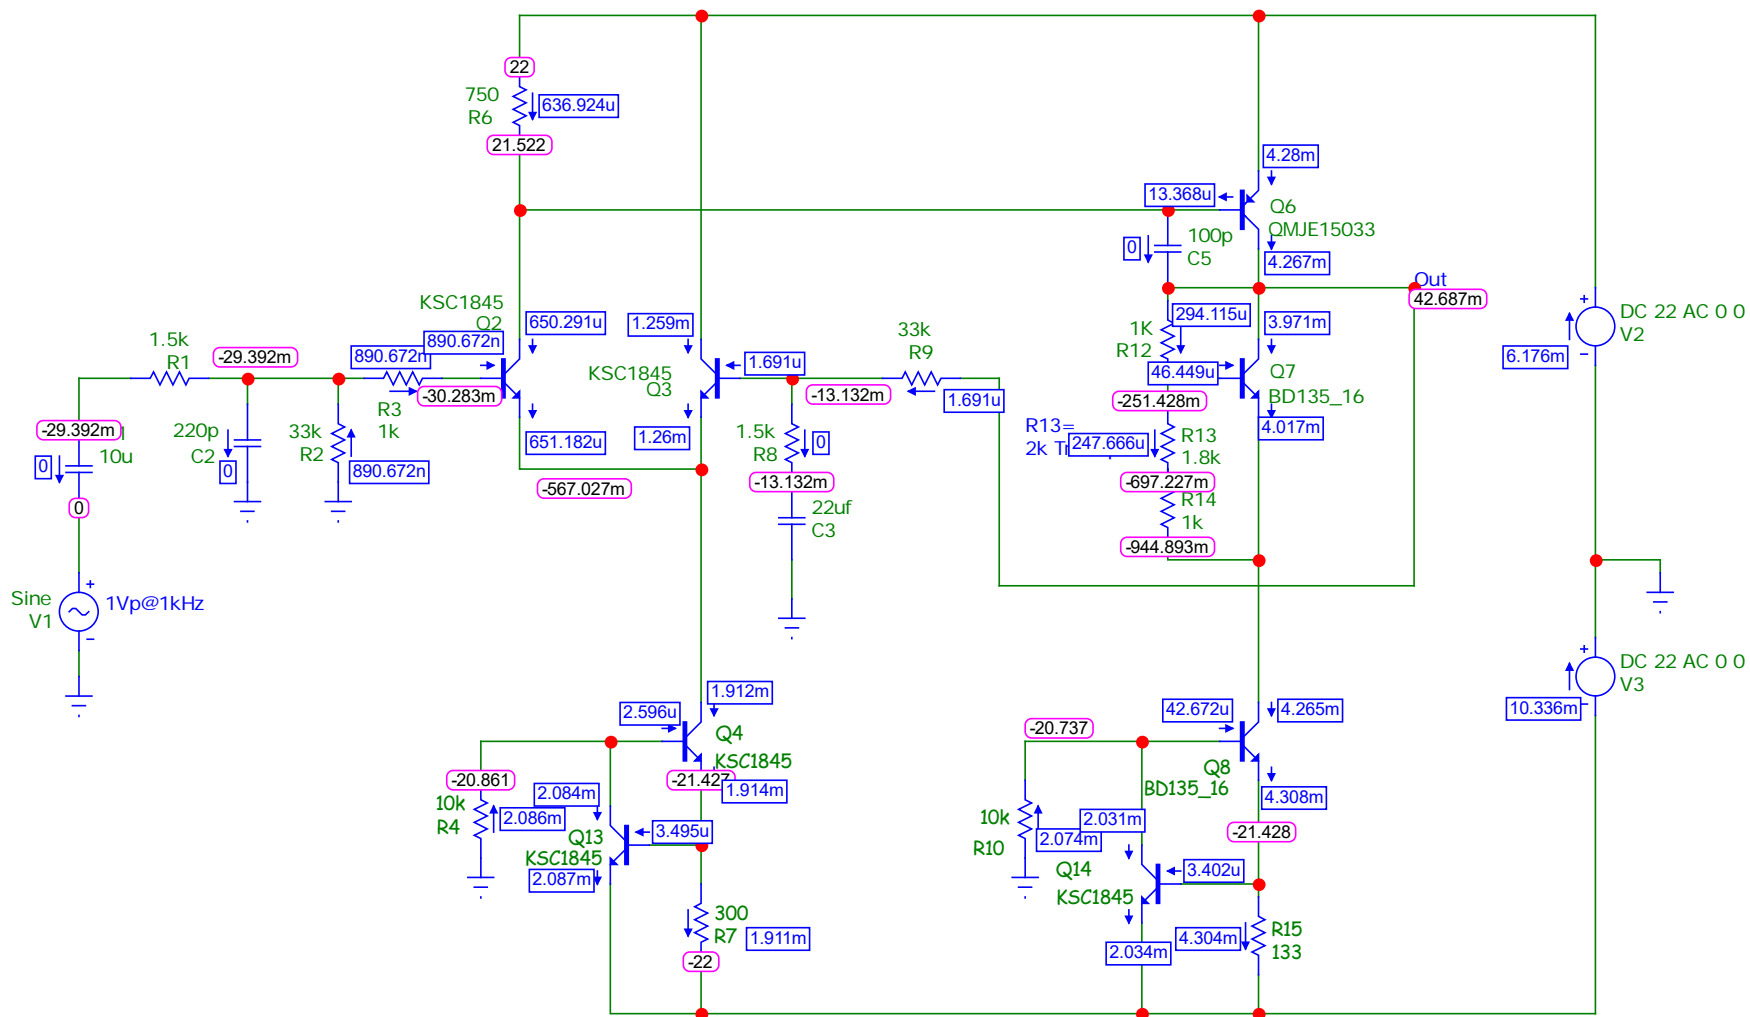 22
750
R6
636.924u
21.522
4.28m
13.368u
Q6
QMJE15033
100p
C5
0
4.267m
Out
42.687m
KSC1845
Q2
650.291u
1.259m
33k
R9
1K
R12
294.115u
3.971m
DC 22 AC 0 0
V2
6.176m
1.5k
R1
-29.392m
890.672n
890.672n
-30.283m
R3
1k
KSC1845
Q3
1.691u
-13.132m
1.691u
46.449u
Q7
BD135_16
-251.428m
4.017m
-29.392m
10u
0
0
220p
C2
0
33k
R2
890.672n
651.182u
1.26m
1.5k
R8
0
-13.132m
22uf
C3
R13=
2k
247.666u
R13
1.8k
-697.227m
R14
1k
-944.893m
-567.027m
Sine
V1
1Vp@1kHz
DC 22 AC 0 0
V3
10.336m
1.912m
2.596u
Q4
KSC1845
-20.861
-21.427
1.914m
10k
R4
2.086m
2.084m
Q13
KSC1845
3.495u
2.087m
300
R7
1.911m
-22
42.672u
4.265m
-20.737
Q8
BD135_16
4.308m
10k
R10
2.074m
2.031m
-21.428
Q14
KSC1845
3.402u
2.034m
4.304m
R15
133